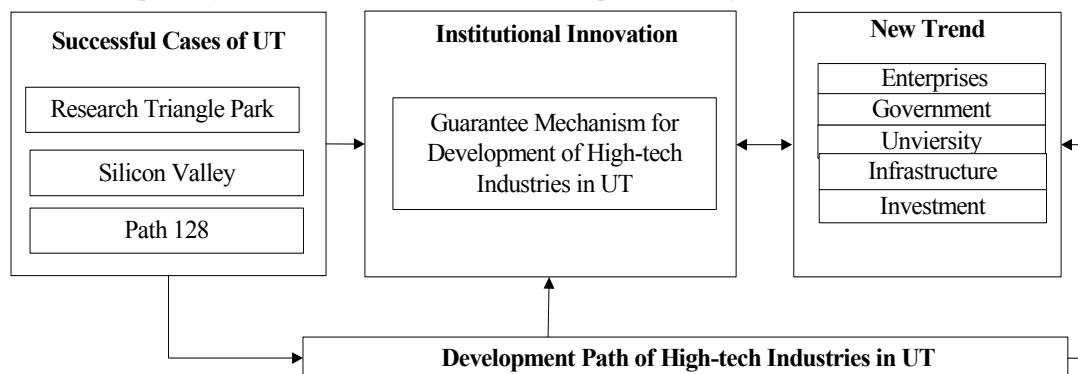 Successful Cases of UT
Research Triangle Park
Silicon Valley
Path 128
Institutional Innovation
Guarantee Mechanism for
Development of High-tech
Industries in UT
New Trend
Enterprises
Government
Unviersity
Infrastructure
Investment
Development Path of High-tech Industries in UT